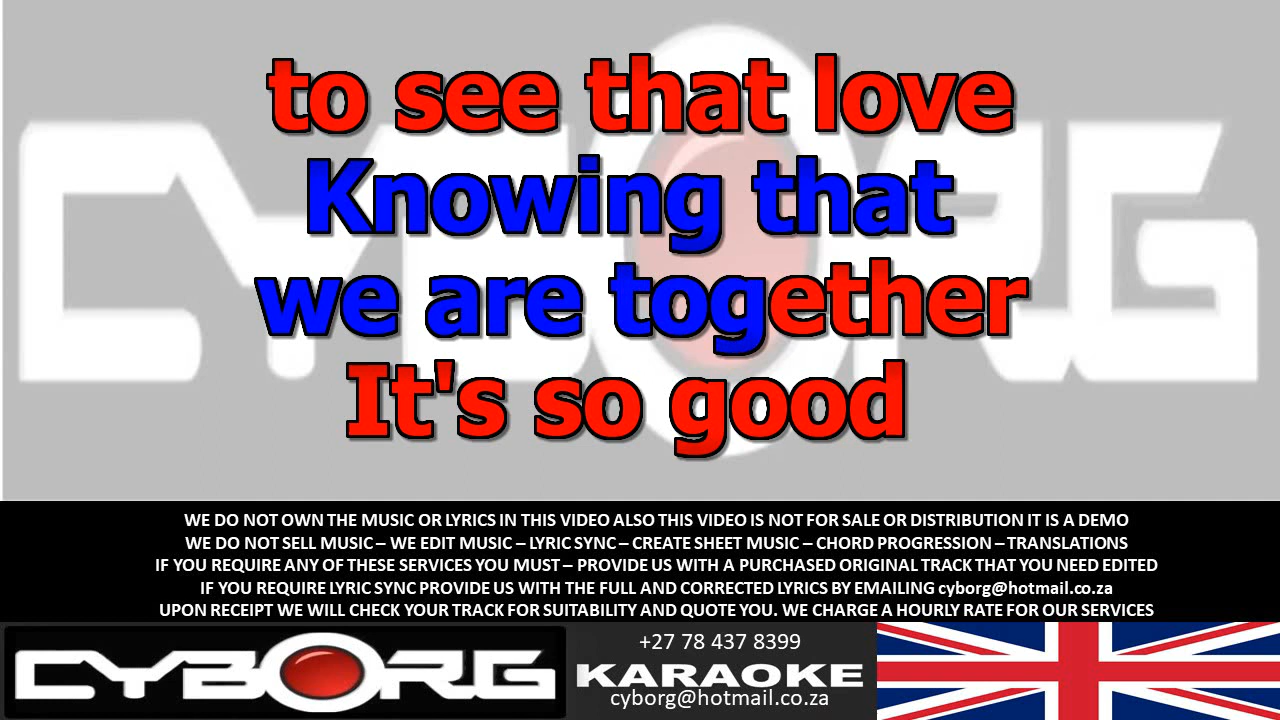 to see that love
Knowing that
we are together
It's so good
CYBORG
WE DO NOT OWN THE MUSIC OR LYRICS IN THIS VIDEO ALSO THIS VIDEO IS NOT FOR SALE OR DISTRIBUTION IT IS A DEMO
WE DO NOT SELL MUSIC – WE EDIT MUSIC – LYRIC SYNC – CREATE SHEET MUSIC – CHORD PROGRESSION – TRANSLATIONS
IF YOU REQUIRE ANY OF THESE SERVICES YOU MUST – PROVIDE US WITH A PURCHASED ORIGINAL TRACK THAT YOU NEED EDITED
IF YOU REQUIRE LYRIC SYNC PROVIDE US WITH THE FULL AND CORRECTED LYRICS BY EMAILING cyborg@hotmail.co.za
UPON RECEIPT WE WILL CHECK YOUR TRACK FOR SUITABILITY AND QUOTE YOU. WE CHARGE A HOURLY RATE FOR OUR SERVICES
CYBORG
+27 78 437 8399
KARAOKE
cyborg@hotmail.co.za